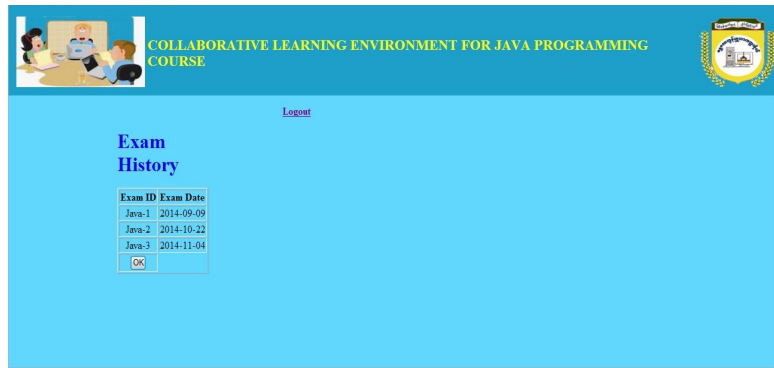 COLLABORATIVE LEARNING ENVIRONMENT FOR JAVA PROGRAMMING
COURSE
Logout
Exam
History
Exam ID Exam Date
Java-1 2014-09-09
Java-2 2014-10-22
Java-3 2014-11-04
OK